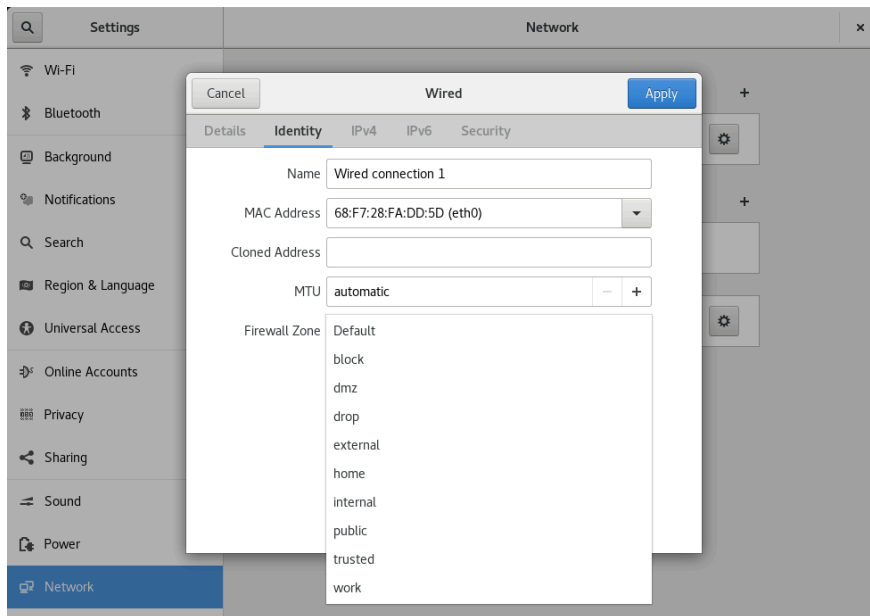 Settings
Network
×
Wi-Fi
Bluetooth
Background
Notifications
Search
Region & Language
Universal Access
Online Accounts
Privacy
Sharing
Sound
Power
Network
Cancel
Wired
Apply
Details Identity IPv4 IPv6 Security
Name Wired connection 1
MAC Address 68:F7:28:FA:DD:5D (eth0)
Cloned Address
MTU automatic − +
Firewall Zone Default
block
dmz
drop
external
home
internal
public
trusted
work
+
+